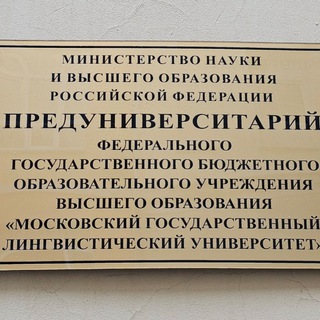 МИНИСТЕРСТВО НАУКИ
И ВЫСШЕГО ОБРАЗОВАНИЯ
РОССИЙСКОЙ ФЕДЕРАЦИИ
ПРЕДУНИВЕРСИТАРИЙ
ФЕДЕРАЛЬНОГО
ГОСУДАРСТВЕННОГО БЮДЖЕТНОГО
ОБРАЗОВАТЕЛЬНОГО УЧРЕЖДЕНИЯ
ВЫСШЕГО ОБРАЗОВАНИЯ
«МОСКОВСКИЙ ГОСУДАРСТВЕННЫЙ
ЛИНГВИСТИЧЕСКИЙ УНИВЕРСИТЕТ»